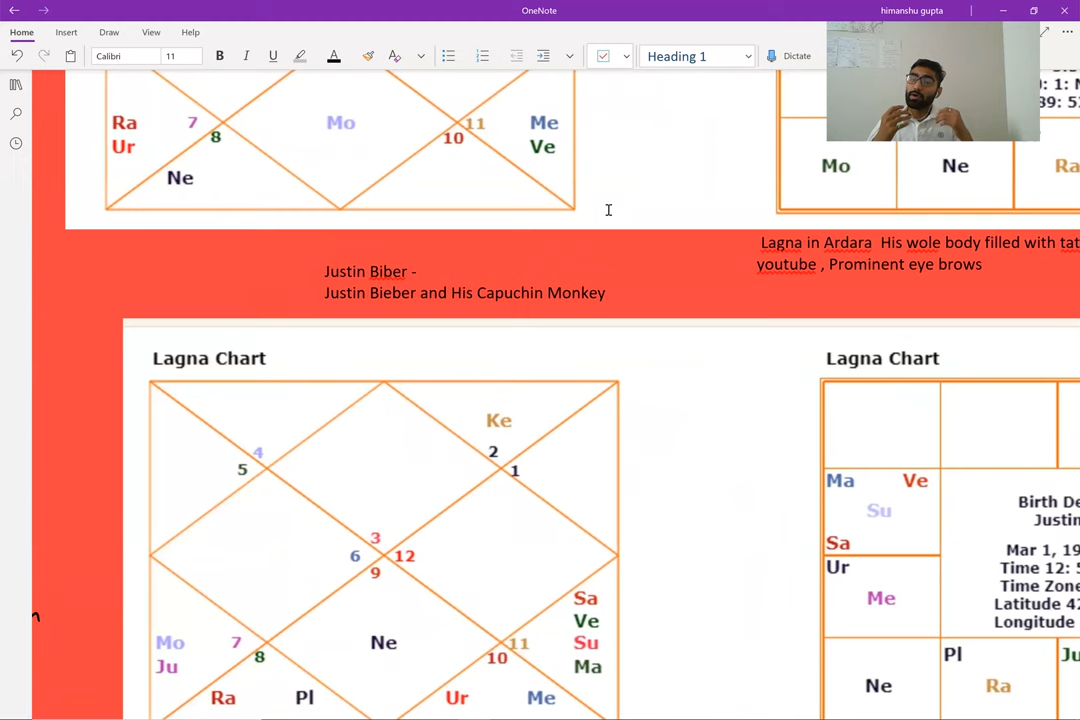 OneNote
himanshu gupta
Home Insert Draw View Help
Calibri 11 B I U A Heading 1 Dictate
Ra 7 Mo 11 Me
Ur 8 10 Ve
Ne
Mo Ne Ra
Lagna in Ardara His wole body filled with tat
youtube , Prominent eye brows
Justin Biber -
Justin Bieber and His Capuchin Monkey
Lagna Chart
Ke
4 2
5 1
3
6 12
9
Sa
Ve
Mo 7 Ne 11 Su
Ju 8 10 Ma
Ra Pl Ur Me
Lagna Chart
Ma Ve
Su
Sa
Ur
Me
Birth De
Justin
Mar 1, 19
Time 12: 5
Time Zone
Latitude 42
Longitude
Pl Ju
Ne Ra